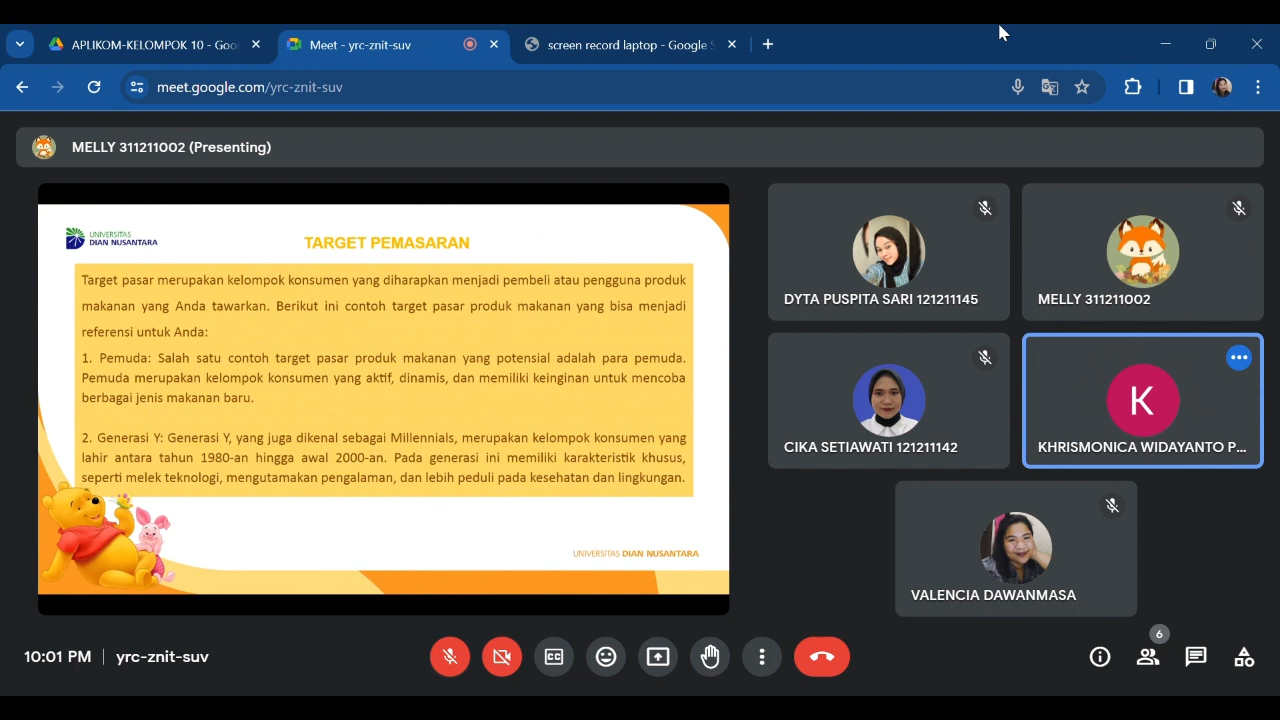 APLIKOM-KELOMPOK 10 - Goo
Meet - yrc-znit-suv
screen record laptop - Google S
meet.google.com/yrc-znit-suv
MELLY 311211002 (Presenting)
UNIVERSITAS
DIAN NUSANTARA
TARGET PEMASARAN
Target pasar merupakan kelompok konsumen yang diharapkan menjadi pembeli atau pengguna produk
makanan yang Anda tawarkan. Berikut ini contoh target pasar produk makanan yang bisa menjadi
referensi untuk Anda:
1. Pemuda: Salah satu contoh target pasar produk makanan yang potensial adalah para pemuda.
Pemuda merupakan kelompok konsumen yang aktif, dinamis, dan memiliki keinginan untuk mencoba
berbagai jenis makanan baru.
2. Generasi Y: Generasi Y, yang juga dikenal sebagai Millennials, merupakan kelompok konsumen yang
lahir antara tahun 1980-an hingga awal 2000-an. Pada generasi ini memiliki karakteristik khusus,
seperti melek teknologi, mengutamakan pengalaman, dan lebih peduli pada kesehatan dan lingkungan.
UNIVERSITAS DIAN NUSANTARA
DYTA PUSPITA SARI 121211145
MELLY 311211002
CIKA SETIAWATI 121211142
K
KHRISMONICA WIDAYANTO P...
VALENCIA DAWANMASA
10:01 PM | yrc-znit-suv
CC
6